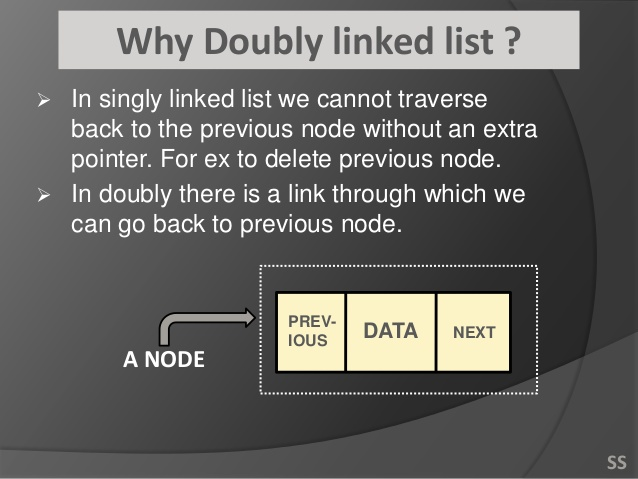 Why Doubly linked list ?
➢ In singly linked list we cannot traverse
back to the previous node without an extra
pointer. For ex to delete previous node.
➢ In doubly there is a link through which we
can go back to previous node.
PREV-
IOUS
DATA
NEXT
A NODE
SS